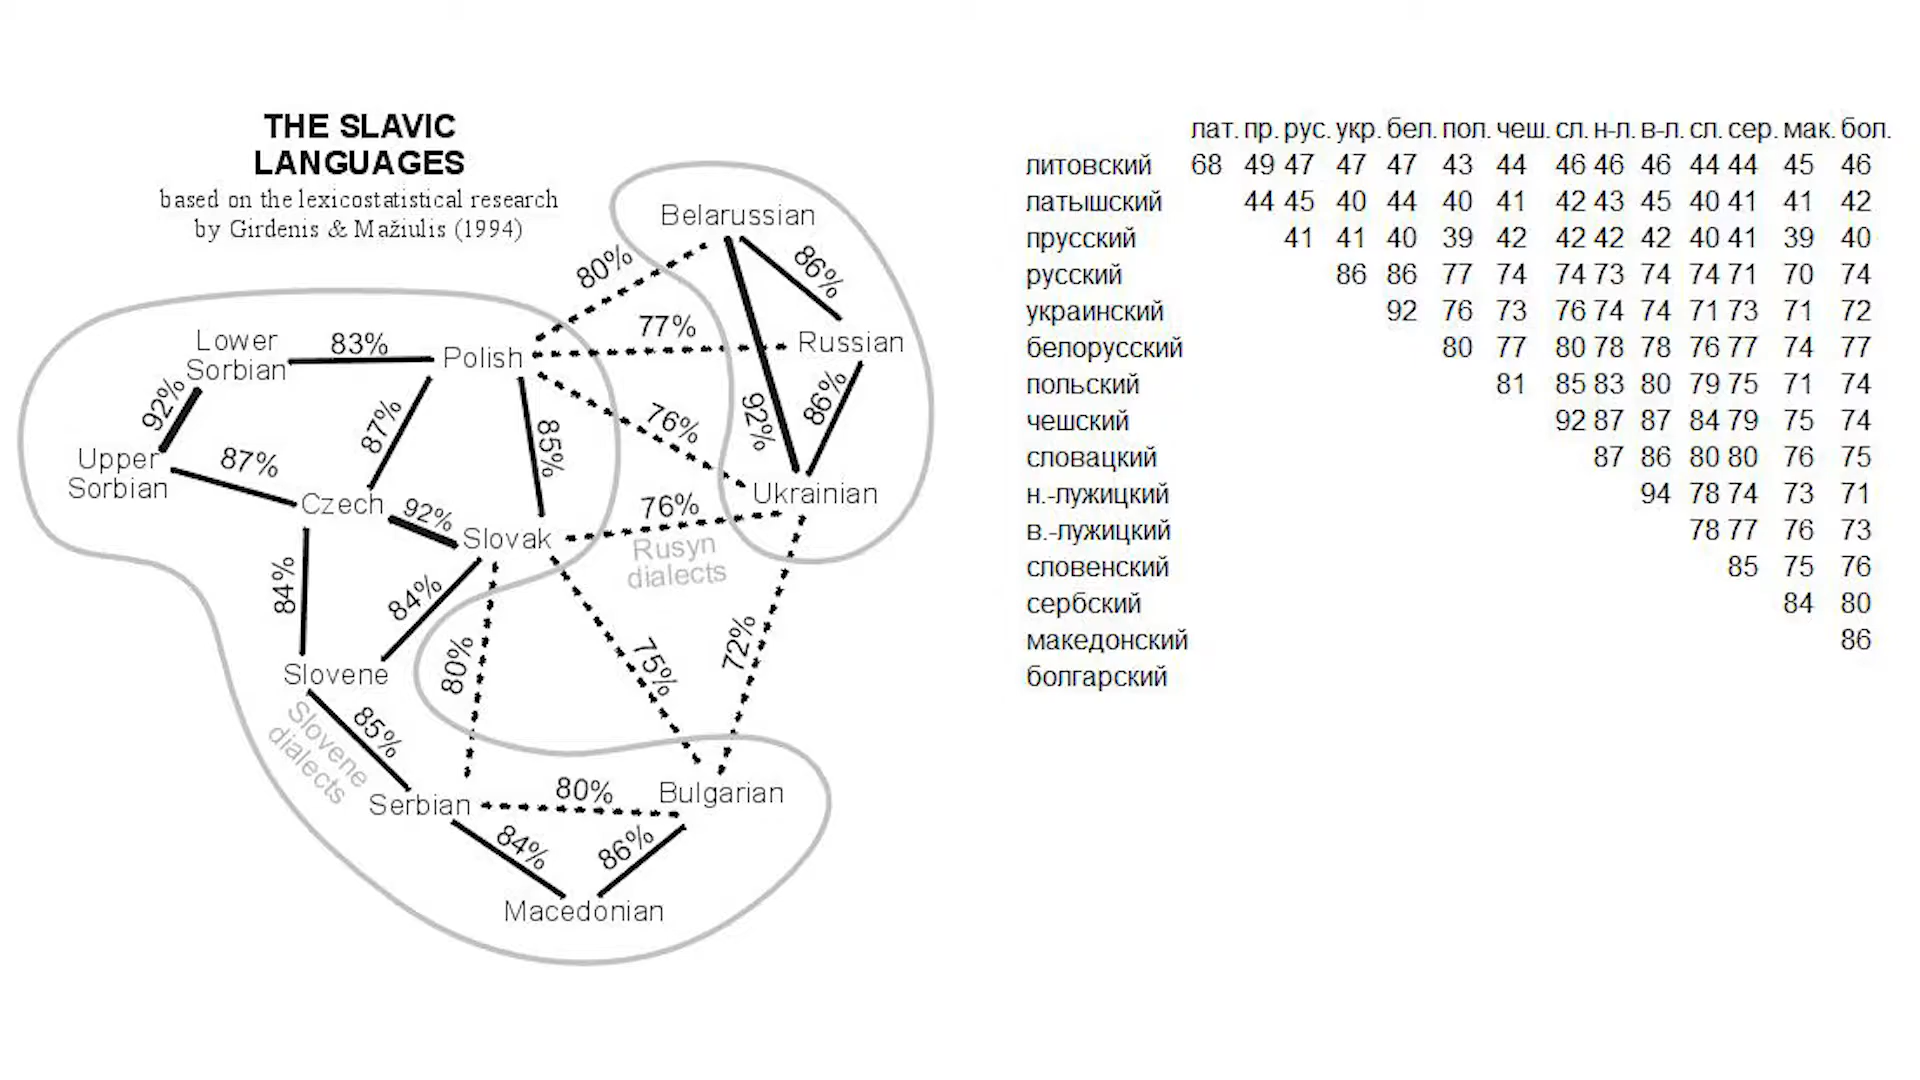 THE SLAVIC
LANGUAGES
based on the lexicostatistical research
by Girdenis & Mažiulis (1994)
Belarussian
80%
86%
77%
Russian
Lower
Sorbian
83%
Polish
92%
87%
85%
76%
92%
86%
Upper
Sorbian
87%
Czech
92%
Slovak
76%
Ukrainian
Rusyn
dialects
84%
84%
80%
75%
72%
Slovene
Slovene
dialects
85%
Serbian
80%
Bulgarian
84%
86%
Macedonian
лат. пр. рус. укр. бел. пол. чеш. сл. н-л. в-л. сл. сер. мак. бол.
литовский 68 49 47 47 47 43 44 46 46 46 44 44 45 46
латышский 44 45 40 44 40 41 42 43 45 40 41 41 42
прусский 41 41 40 39 42 42 42 42 40 41 39 40
русский 86 86 77 74 74 73 74 74 71 70 74
украинский 92 76 73 76 74 74 71 73 71 72
белорусский 80 77 80 78 78 76 77 74 77
польский 81 85 83 80 79 75 71 74
чешский 92 87 87 84 79 75 74
словацкий 87 86 80 80 76 75
н.-лужицкий 94 78 74 73 71
в.-лужицкий 78 77 76 73
словенский 85 75 76
сербский 84 80
македонский 86
болгарский